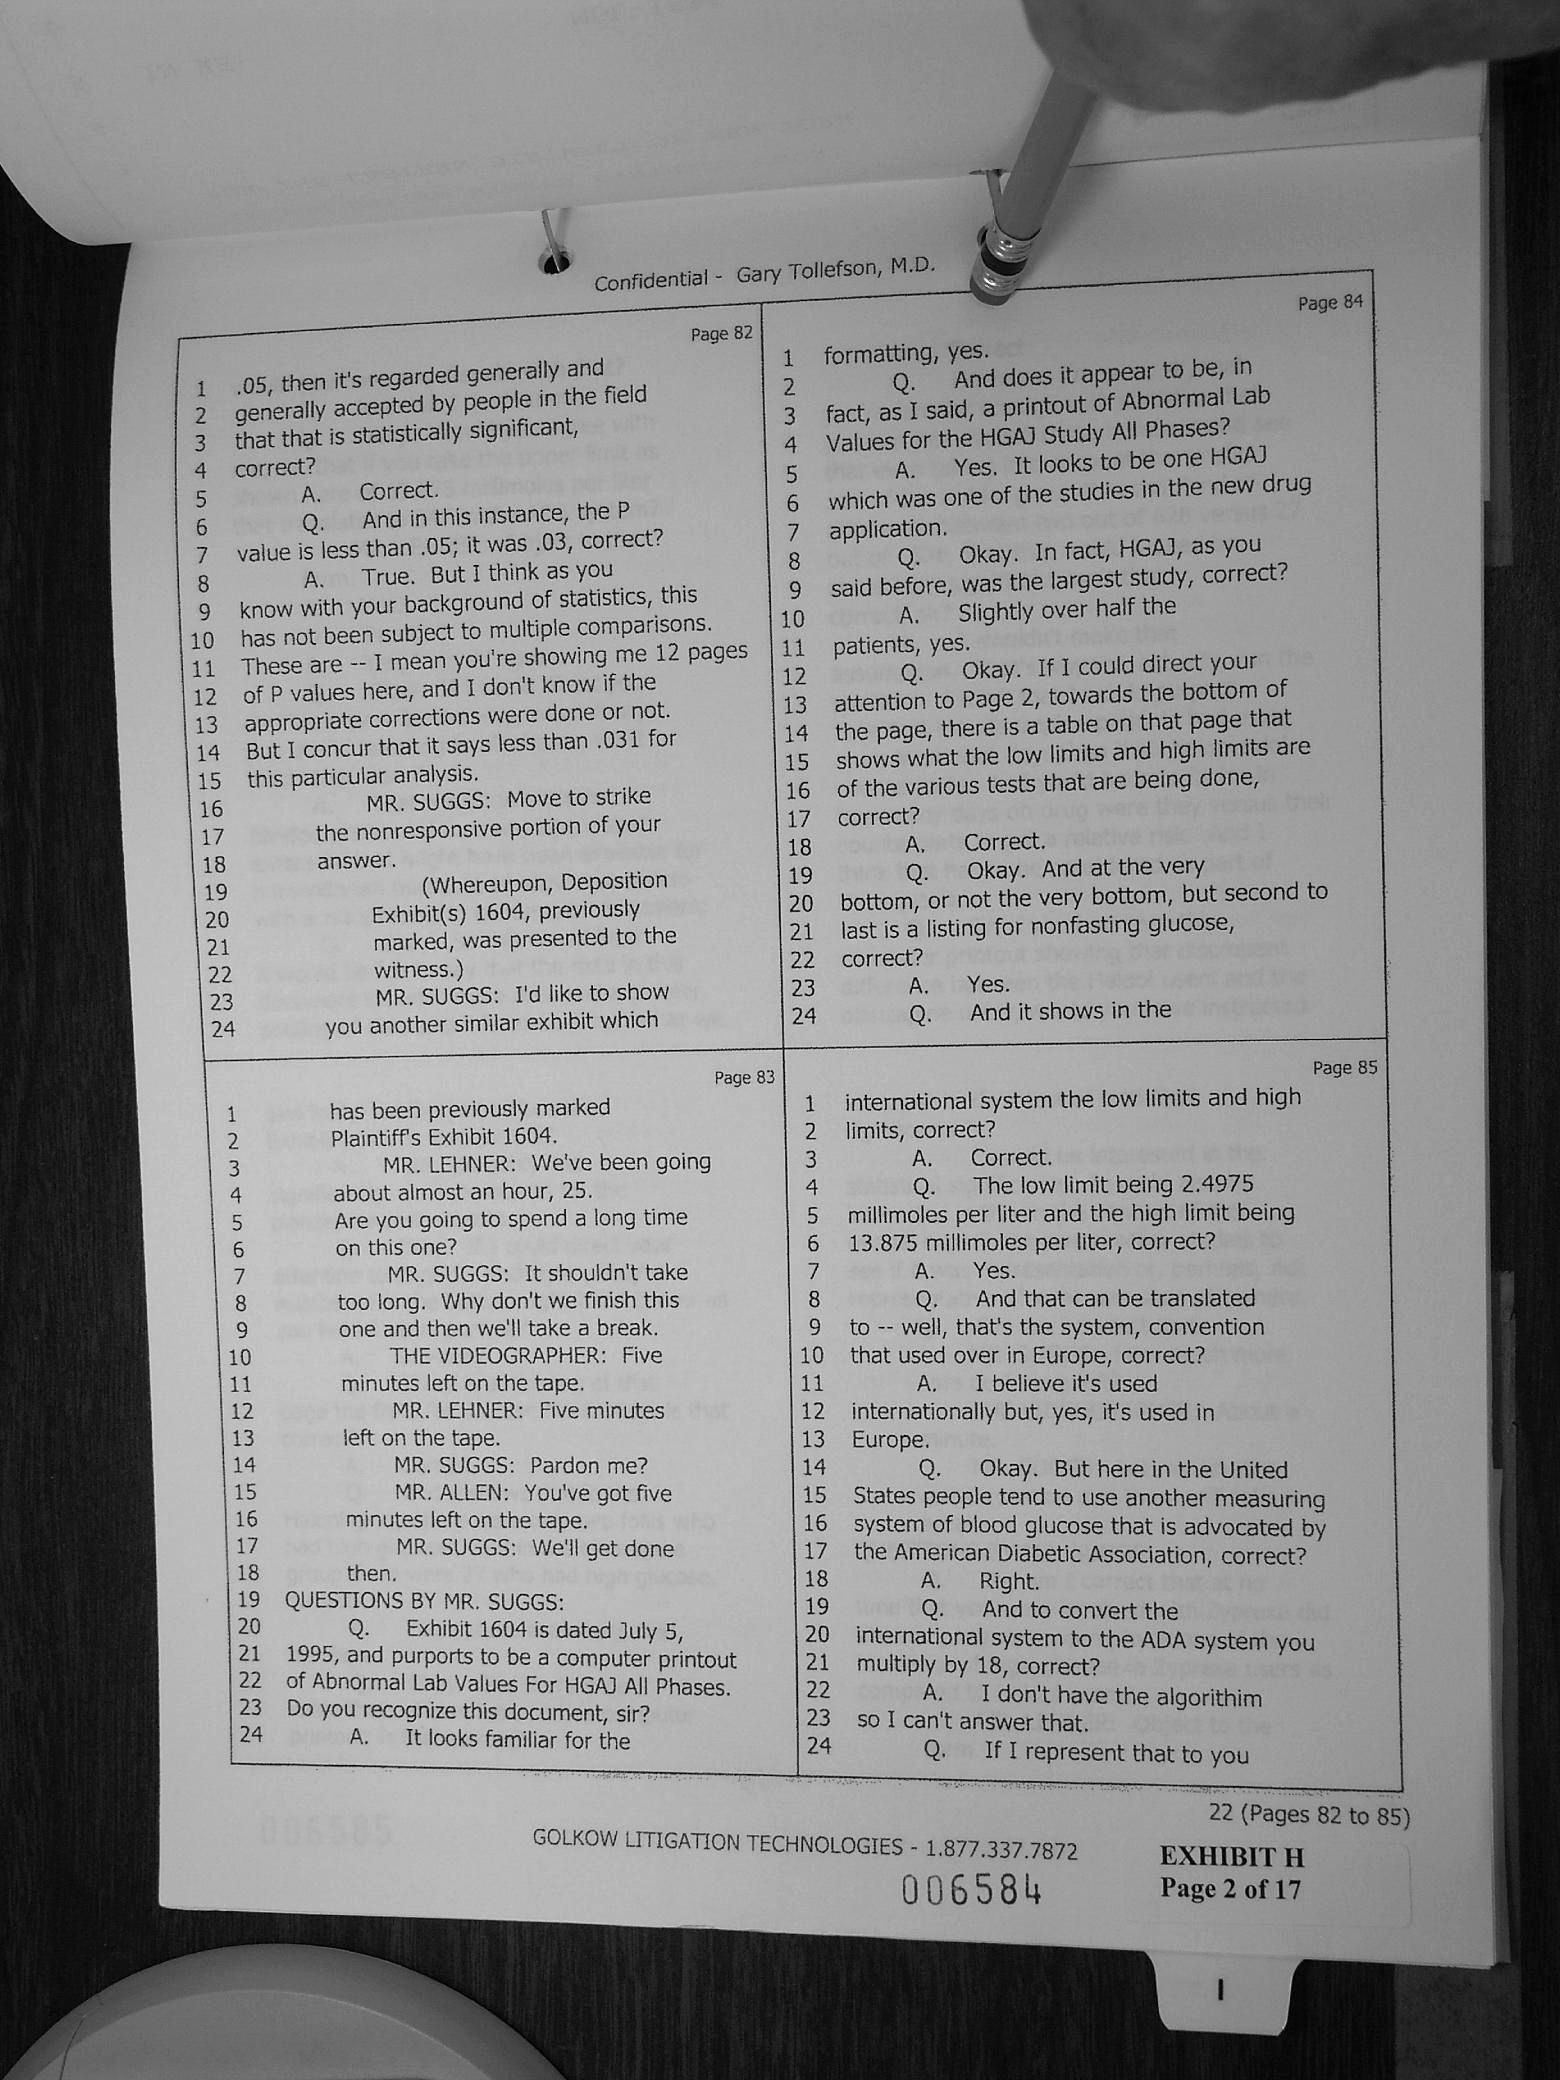 Confidential - Gary Tollefson, M.D.
Page 82
1 .05, then it's regarded generally and
2 generally accepted by people in the field
3 that that is statistically significant,
4 correct?
5 A. Correct.
6 Q. And in this instance, the P
7 value is less than .05; it was .03, correct?
8 A. True. But I think as you
9 know with your background of statistics, this
10 has not been subject to multiple comparisons.
11 These are -- I mean you're showing me 12 pages
12 of P values here, and I don't know if the
13 appropriate corrections were done or not.
14 But I concur that it says less than .031 for
15 this particular analysis.
16 MR. SUGGS: Move to strike
17 the nonresponsive portion of your
18 answer.
19 (Whereupon, Deposition
20 Exhibit(s) 1604, previously
21 marked, was presented to the
22 witness.)
23 MR. SUGGS: I'd like to show
24 you another similar exhibit which
Page 83
1 has been previously marked
2 Plaintiff's Exhibit 1604.
3 MR. LEHNER: We've been going
4 about almost an hour, 25.
5 Are you going to spend a long time
6 on this one?
7 MR. SUGGS: It shouldn't take
8 too long. Why don't we finish this
9 one and then we'll take a break.
10 THE VIDEOGRAPHER: Five
11 minutes left on the tape.
12 MR. LEHNER: Five minutes
13 left on the tape.
14 MR. SUGGS: Pardon me?
15 MR. ALLEN: You've got five
16 minutes left on the tape.
17 MR. SUGGS: We'll get done
18 then.
19 QUESTIONS BY MR. SUGGS:
20 Q. Exhibit 1604 is dated July 5,
21 1995, and purports to be a computer printout
22 of Abnormal Lab Values For HGAJ All Phases.
23 Do you recognize this document, sir?
24 A. It looks familiar for the
Page 84
1 formatting, yes.
2 Q. And does it appear to be, in
3 fact, as I said, a printout of Abnormal Lab
4 Values for the HGAJ Study All Phases?
5 A. Yes. It looks to be one HGAJ
6 which was one of the studies in the new drug
7 application.
8 Q. Okay. In fact, HGAJ, as you
9 said before, was the largest study, correct?
10 A. Slightly over half the
11 patients, yes.
12 Q. Okay. If I could direct your
13 attention to Page 2, towards the bottom of
14 the page, there is a table on that page that
15 shows what the low limits and high limits are
16 of the various tests that are being done,
17 correct?
18 A. Correct.
19 Q. Okay. And at the very
20 bottom, or not the very bottom, but second to
21 last is a listing for nonfasting glucose,
22 correct?
23 A. Yes.
24 Q. And it shows in the
Page 85
1 international system the low limits and high
2 limits, correct?
3 A. Correct.
4 Q. The low limit being 2.4975
5 millimoles per liter and the high limit being
6 13.875 millimoles per liter, correct?
7 A. Yes.
8 Q. And that can be translated
9 to -- well, that's the system, convention
10 that used over in Europe, correct?
11 A. I believe it's used
12 internationally but, yes, it's used in
13 Europe.
14 Q. Okay. But here in the United
15 States people tend to use another measuring
16 system of blood glucose that is advocated by
17 the American Diabetic Association, correct?
18 A. Right.
19 Q. And to convert the
20 international system to the ADA system you
21 multiply by 18, correct?
22 A. I don't have the algorithim
23 so I can't answer that.
24 Q. If I represent that to you
22 (Pages 82 to 85)
GOLKOW LITIGATION TECHNOLOGIES - 1.877.337.7872
EXHIBIT H
Page 2 of 17
006584
006585
I